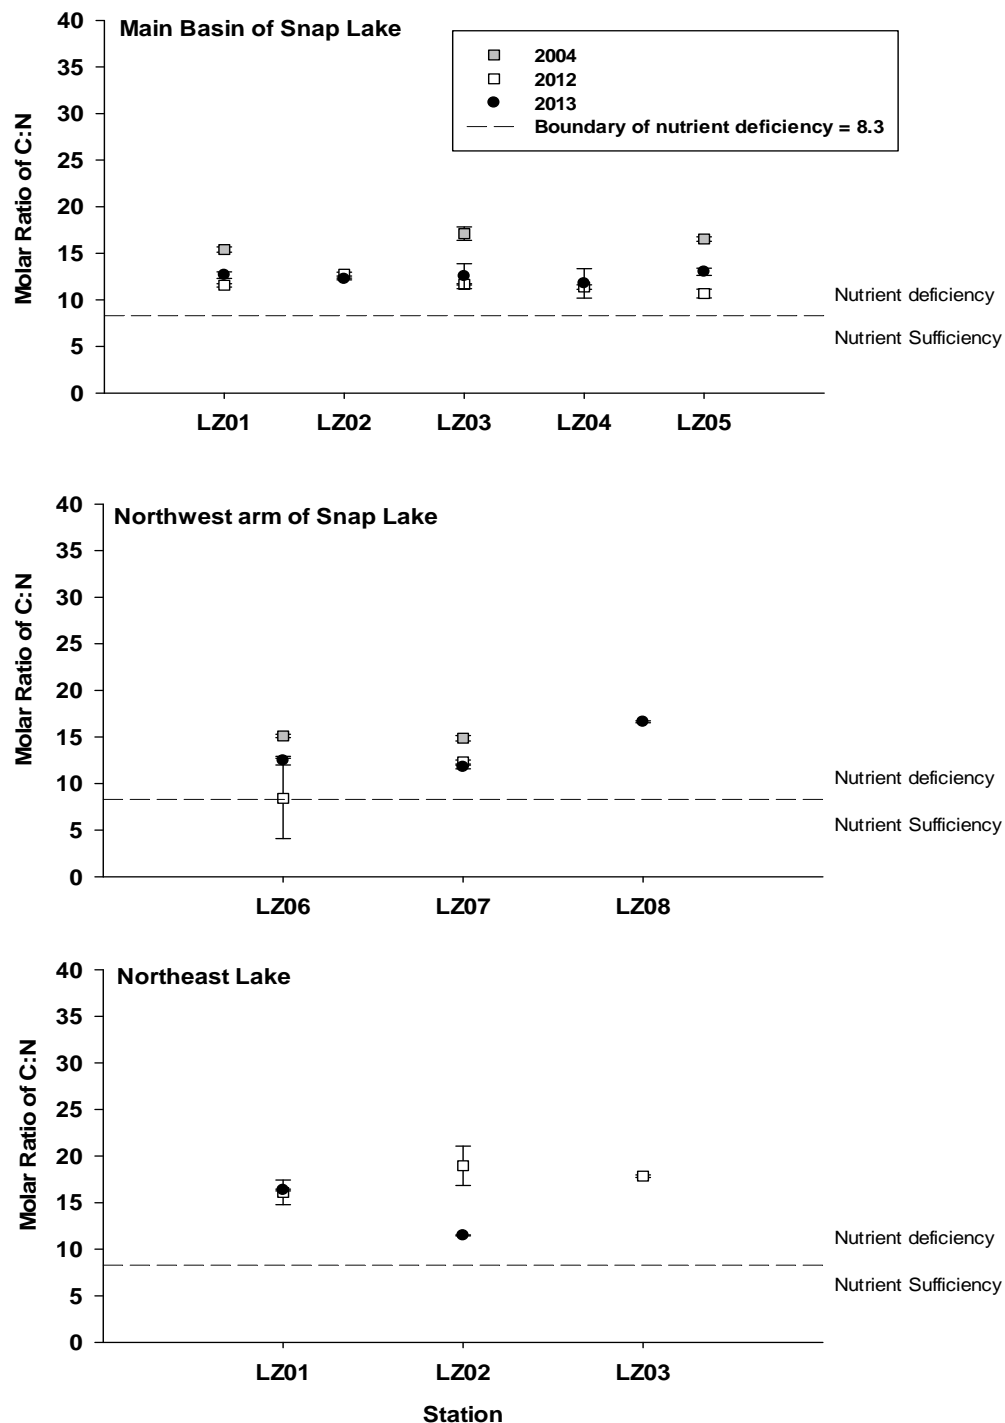 Main Basin of Snap Lake
2004
2012
2013
Boundary of nutrient deficiency = 8.3
Molar Ratio of C:N
40
35
30
25
20
15
10
5
0
Nutrient deficiency
Nutrient Sufficiency
LZ01 LZ02 LZ03 LZ04 LZ05
Northwest arm of Snap Lake
Molar Ratio of C:N
40
35
30
25
20
15
10
5
0
Nutrient deficiency
Nutrient Sufficiency
LZ06 LZ07 LZ08
Northeast Lake
Molar Ratio of C:N
40
35
30
25
20
15
10
5
0
Nutrient deficiency
Nutrient Sufficiency
LZ01 LZ02 LZ03
Station